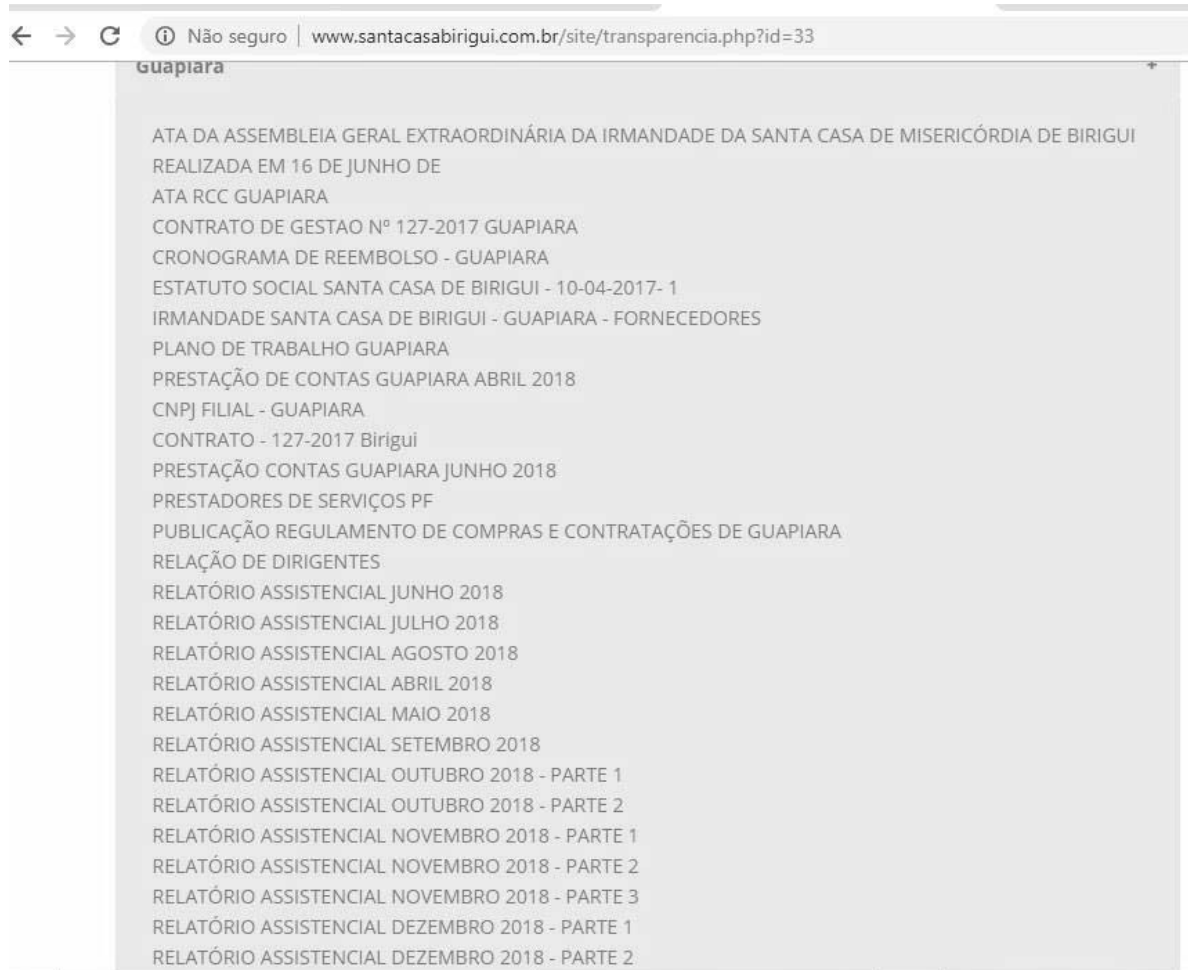 Não seguro | www.santacasabirigui.com.br/site/transparencia.php?id=33
Guapiara +
ATA DA ASSEMBLEIA GERAL EXTRAORDINÁRIA DA IRMANDADE DA SANTA CASA DE MISERICÓRDIA DE BIRIGUI
REALIZADA EM 16 DE JUNHO DE
ATA RCC GUAPIARA
CONTRATO DE GESTAO Nº 127-2017 GUAPIARA
CRONOGRAMA DE REEMBOLSO - GUAPIARA
ESTATUTO SOCIAL SANTA CASA DE BIRIGUI - 10-04-2017- 1
IRMANDADE SANTA CASA DE BIRIGUI - GUAPIARA - FORNECEDORES
PLANO DE TRABALHO GUAPIARA
PRESTAÇÃO DE CONTAS GUAPIARA ABRIL 2018
CNPJ FILIAL - GUAPIARA
CONTRATO - 127-2017 Birigui
PRESTAÇÃO CONTAS GUAPIARA JUNHO 2018
PRESTADORES DE SERVIÇOS PF
PUBLICAÇÃO REGULAMENTO DE COMPRAS E CONTRATAÇÕES DE GUAPIARA
RELAÇÃO DE DIRIGENTES
RELATÓRIO ASSISTENCIAL JUNHO 2018
RELATÓRIO ASSISTENCIAL JULHO 2018
RELATÓRIO ASSISTENCIAL AGOSTO 2018
RELATÓRIO ASSISTENCIAL ABRIL 2018
RELATÓRIO ASSISTENCIAL MAIO 2018
RELATÓRIO ASSISTENCIAL SETEMBRO 2018
RELATÓRIO ASSISTENCIAL OUTUBRO 2018 - PARTE 1
RELATÓRIO ASSISTENCIAL OUTUBRO 2018 - PARTE 2
RELATÓRIO ASSISTENCIAL NOVEMBRO 2018 - PARTE 1
RELATÓRIO ASSISTENCIAL NOVEMBRO 2018 - PARTE 2
RELATÓRIO ASSISTENCIAL NOVEMBRO 2018 - PARTE 3
RELATÓRIO ASSISTENCIAL DEZEMBRO 2018 - PARTE 1
RELATÓRIO ASSISTENCIAL DEZEMBRO 2018 - PARTE 2